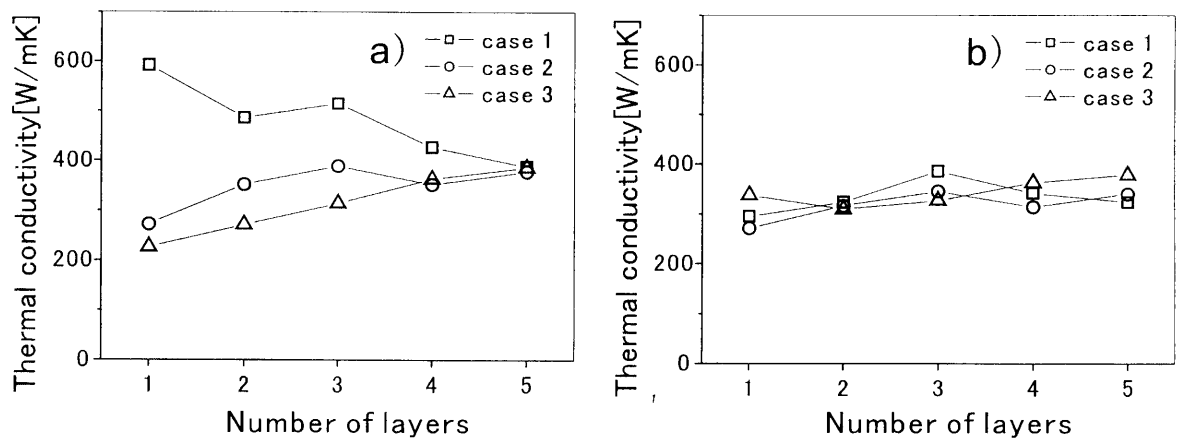 a)
case 1
case 2
case 3
Thermal conductivity[W/mK]
600
400
200
0
1 2 3 4 5
Number of layers
b)
case 1
case 2
case 3
Thermal conductivity[W/mK]
600
400
200
0
1 2 3 4 5
Number of layers